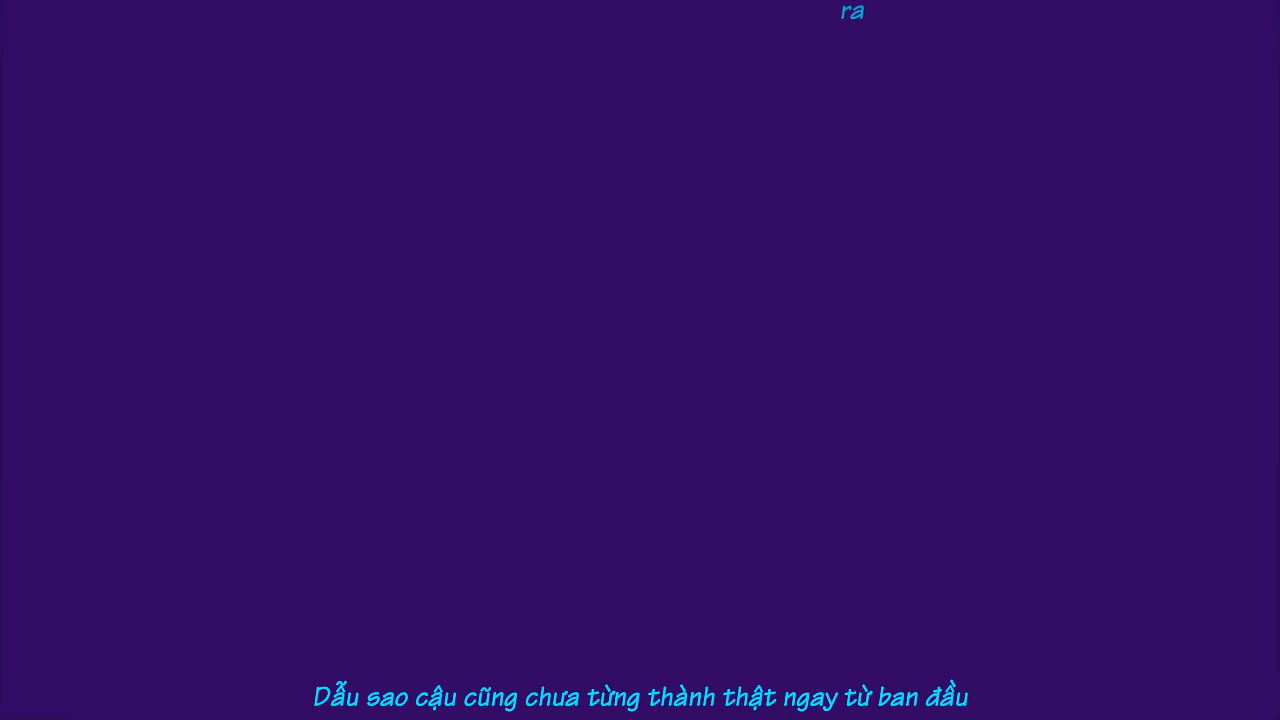 ra
Dẫu sao cậu cũng chưa từng thành thật ngay từ ban đầu